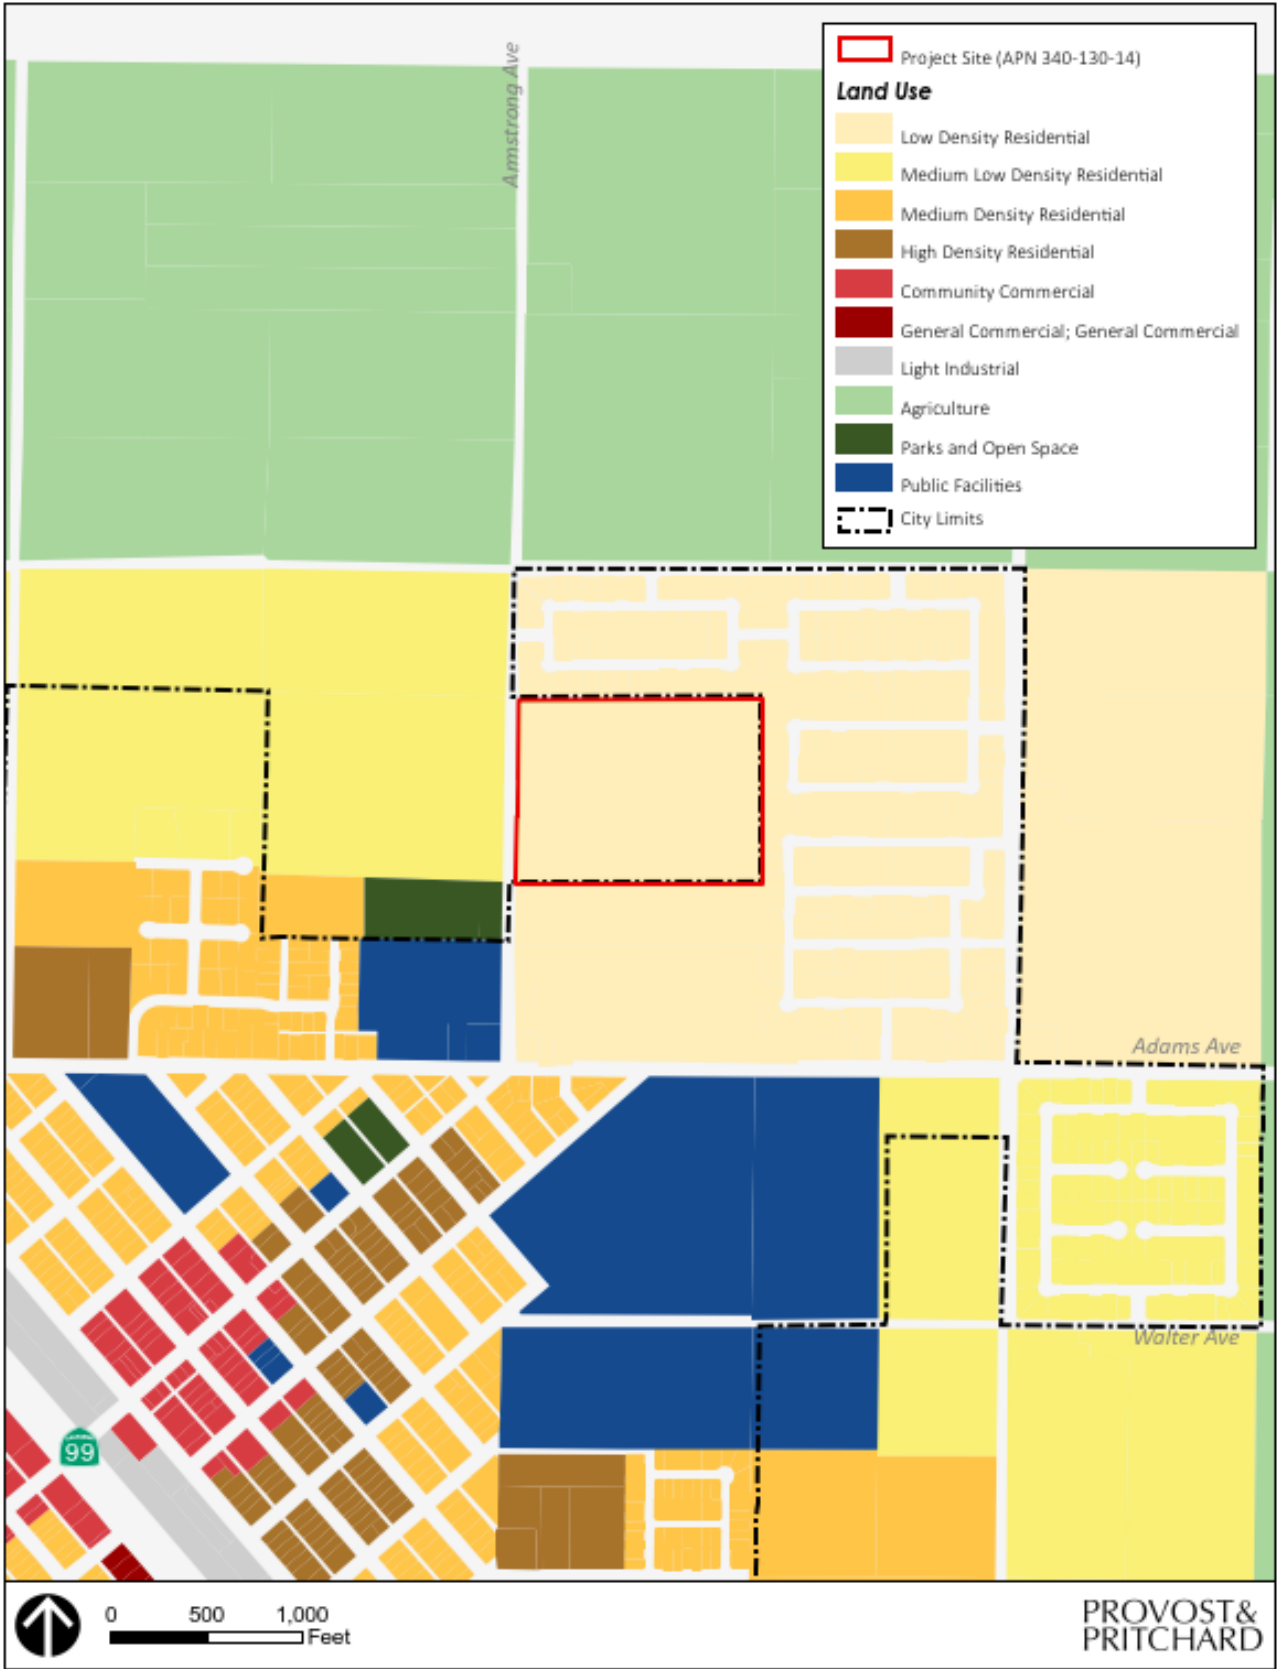 Armstrong Ave
Project Site (APN 340-130-14)
Land Use
Low Density Residential
Medium Low Density Residential
Medium Density Residential
High Density Residential
Community Commercial
General Commercial; General Commercial
Light Industrial
Agriculture
Parks and Open Space
Public Facilities
City Limits
Adams Ave
Walter Ave
99
0 500 1,000
Feet
PROVOST&
PRITCHARD